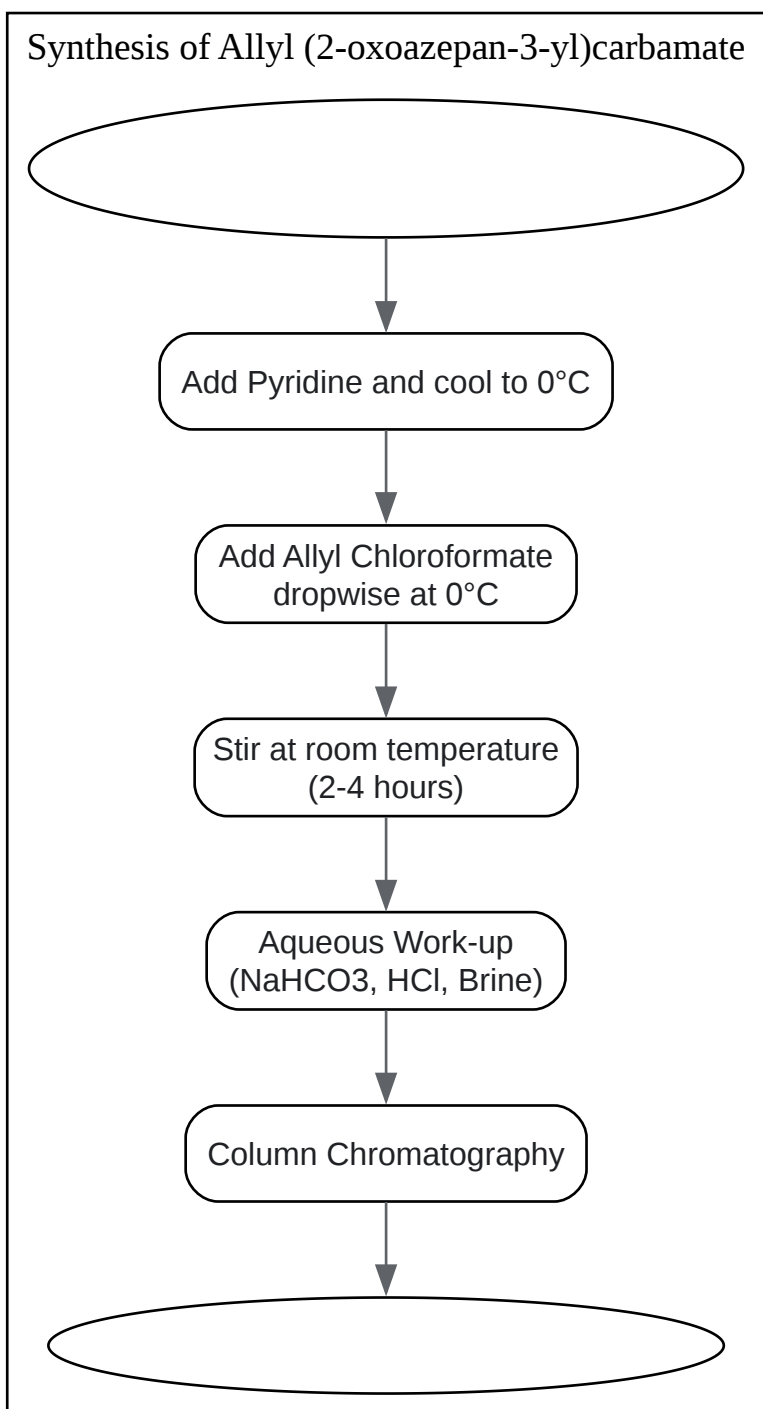 Synthesis of Allyl (2-oxoazepan-3-yl)carbamate
Add Pyridine and cool to 0°C
Add Allyl Chloroformate
dropwise at 0°C
Stir at room temperature
(2-4 hours)
Aqueous Work-up
(NaHCO3, HCl, Brine)
Column Chromatography